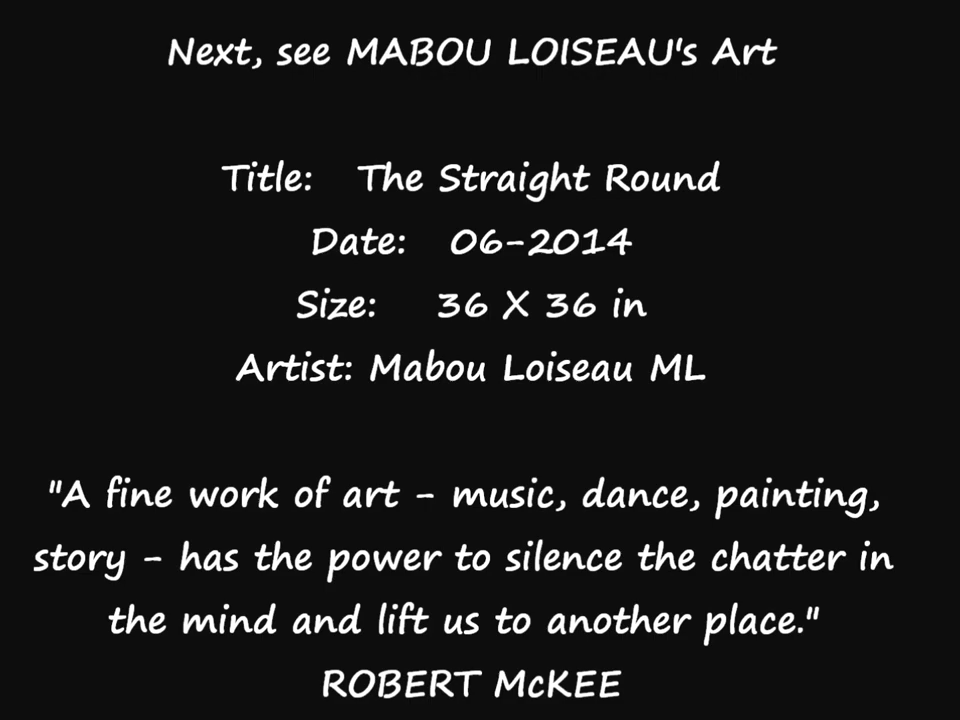 Next, see MABOU LOISEAU's Art
Title: The Straight Round
Date: 06-2014
Size: 36 X 36 in
Artist: Mabou Loiseau ML
"A fine work of art - music, dance, painting,
story - has the power to silence the chatter in
the mind and lift us to another place."
ROBERT McKEE